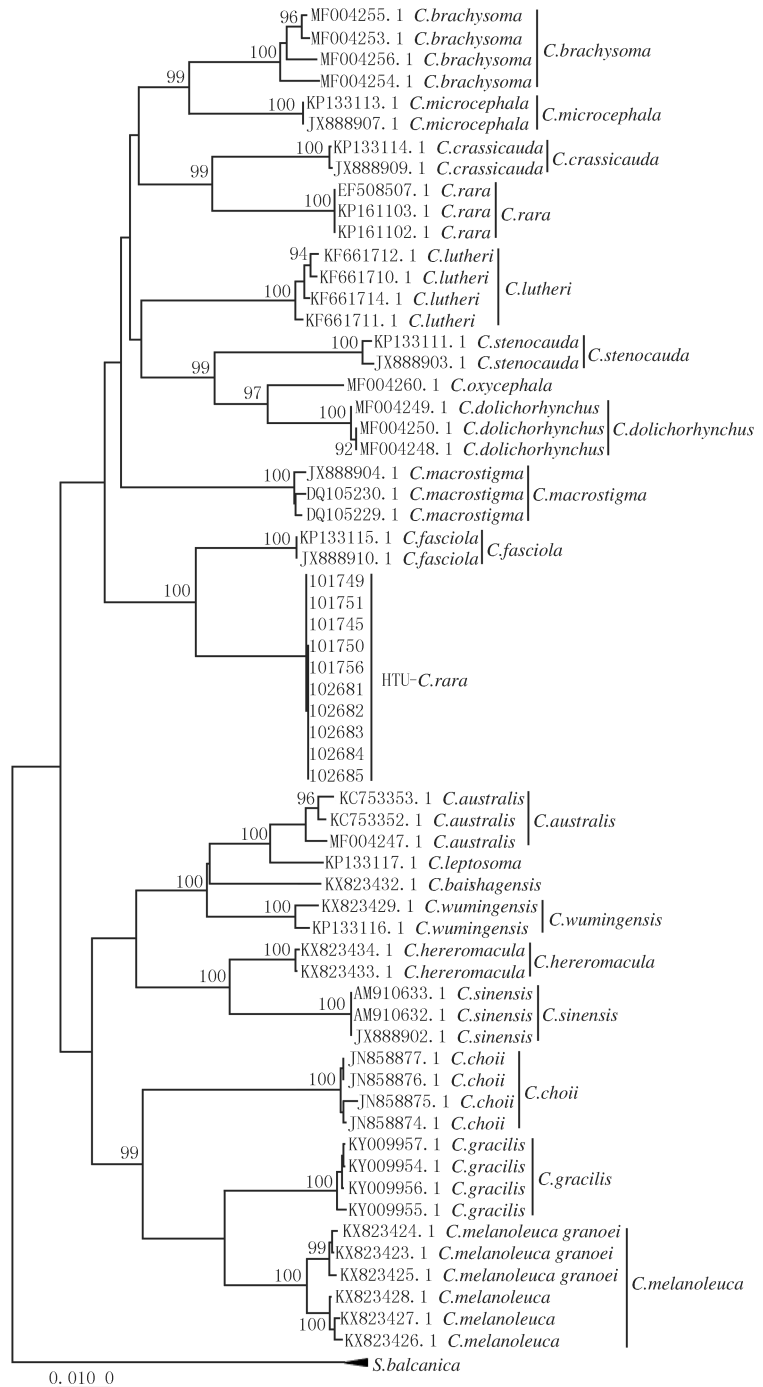 96
MF004255.1 C.brachysoma
MF004253.1 C.brachysoma
C.brachysoma
100
MF004256.1 C.brachysoma
99
MF004254.1 C.brachysoma
100
KP133113.1 C.microcephala
C.microcephala
JX888907.1 C.microcephala
100
KP133114.1 C.crassicauda
C.crassicauda
99
JX888909.1 C.crassicauda
EF508507.1 C.rara
100
KP161103.1 C.rara
C.rara
KP161102.1 C.rara
94
KF661712.1 C.lutheri
KF661710.1 C.lutheri
C.lutheri
100
KF661714.1 C.lutheri
KF661711.1 C.lutheri
100
KP133111.1 C.stenocauda
C.stenocauda
99
JX888903.1 C.stenocauda
97
MF004260.1 C.oxycephala
100
MF004249.1 C.dolichorhynchus
MF004250.1 C.dolichorhynchus
C.dolichorhynchus
92
MF004248.1 C.dolichorhynchus
100
JX888904.1 C.macrostigma
DQ105230.1 C.macrostigma
C.macrostigma
DQ105229.1 C.macrostigma
100
KP133115.1 C.fasciola
C.fasciola
JX888910.1 C.fasciola
100
101749
101751
101745
101750
101756
HTU-C.rara
102681
102682
102683
102684
102685
96
KC753353.1 C.australis
KC753352.1 C.australis
C.australis
100
MF004247.1 C.australis
KP133117.1 C.leptosoma
100
KX823432.1 C.baishagensis
100
KX823429.1 C.wumingensis
C.wumingensis
KP133116.1 C.wumingensis
100
KX823434.1 C.hereromacula
C.hereromacula
100
KX823433.1 C.hereromacula
AM910633.1 C.sinensis
100
AM910632.1 C.sinensis
C.sinensis
JX888902.1 C.sinensis
JN858877.1 C.choii
100
JN858876.1 C.choii
C.choii
JN858875.1 C.choii
JN858874.1 C.choii
99
KY009957.1 C.gracilis
KY009954.1 C.gracilis
C.gracilis
100
KY009956.1 C.gracilis
KY009955.1 C.gracilis
KX823424.1 C.melanoleuca granoei
99
KX823423.1 C.melanoleuca granoei
100
KX823425.1 C.melanoleuca granoei
C.melanoleuca
KX823428.1 C.melanoleuca
100
KX823427.1 C.melanoleuca
KX823426.1 C.melanoleuca
S.balcanica
0.010 0